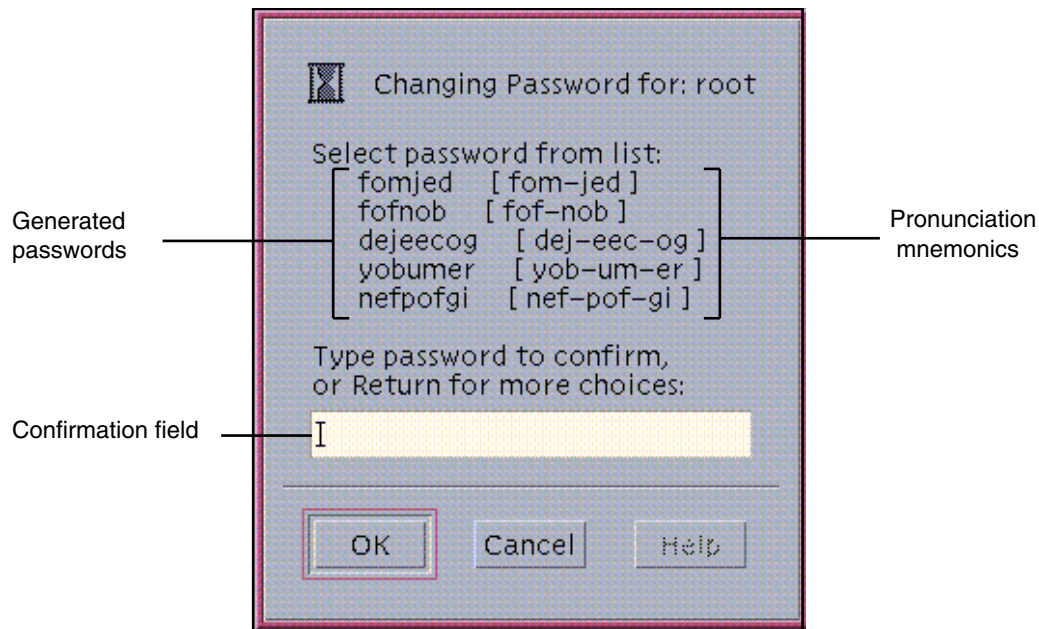 Changing Password for: root
Select password from list:
fomjed [ fom–jed ]
fofnob [ fof–nob ]
dejeecog [ dej–eec–og ]
yobumer [ yob–um–er ]
nefpofgi [ nef–pof–gi ]
Generated
passwords
Pronunciation
mnemonics
Type password to confirm,
or Return for more choices:
Confirmation field
OK Cancel Help